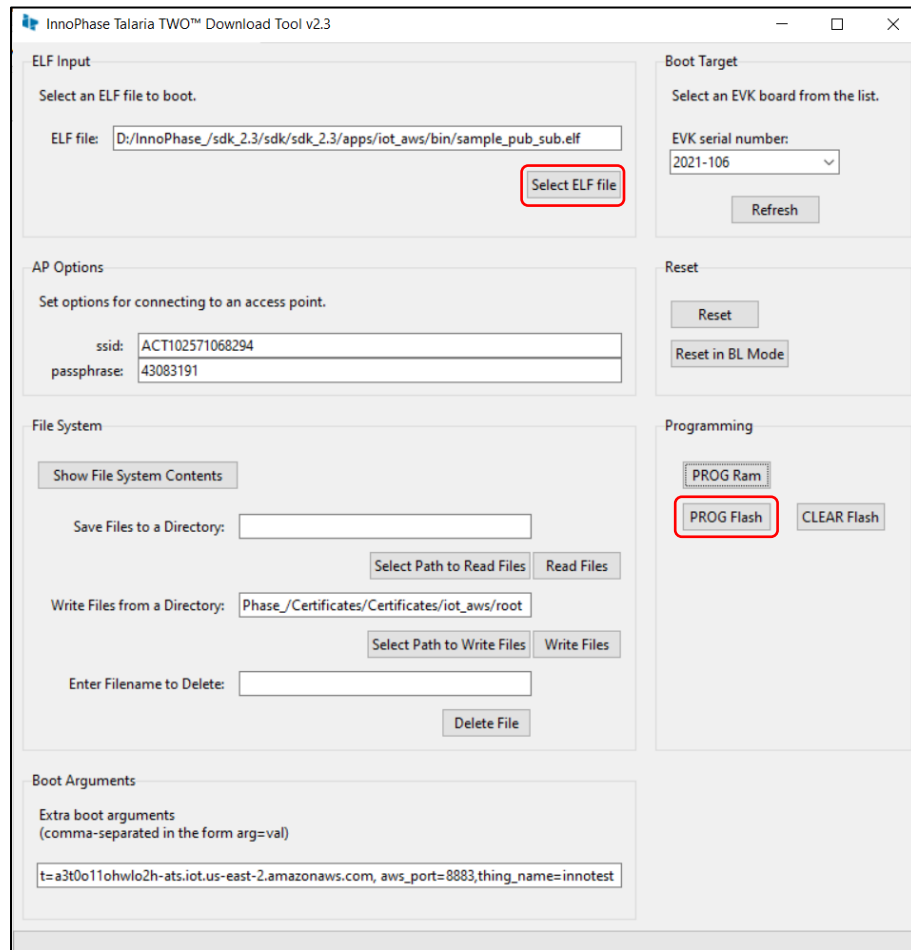 InnoPhase Talaria TWO™ Download Tool v2.3
ELF Input
Select an ELF file to boot.
ELF file: D:/InnoPhase_/sdk_2.3/sdk/sdk_2.3/apps/iot_aws/bin/sample_pub_sub.elf
Select ELF file
Boot Target
Select an EVK board from the list.
EVK serial number:
2021-106
Refresh
AP Options
Set options for connecting to an access point.
ssid: ACT102571068294
passphrase: 43083191
Reset
Reset
Reset in BL Mode
File System
Show File System Contents
Save Files to a Directory:
Select Path to Read Files Read Files
Write Files from a Directory: Phase_/Certificates/Certificates/iot_aws/root
Select Path to Write Files Write Files
Enter Filename to Delete:
Delete File
Programming
PROG Ram
PROG Flash CLEAR Flash
Boot Arguments
Extra boot arguments
(comma-separated in the form arg=val)
t=a3t0o11ohwlo2h-ats.iot.us-east-2.amazonaws.com, aws_port=8883,thing_name=innotest